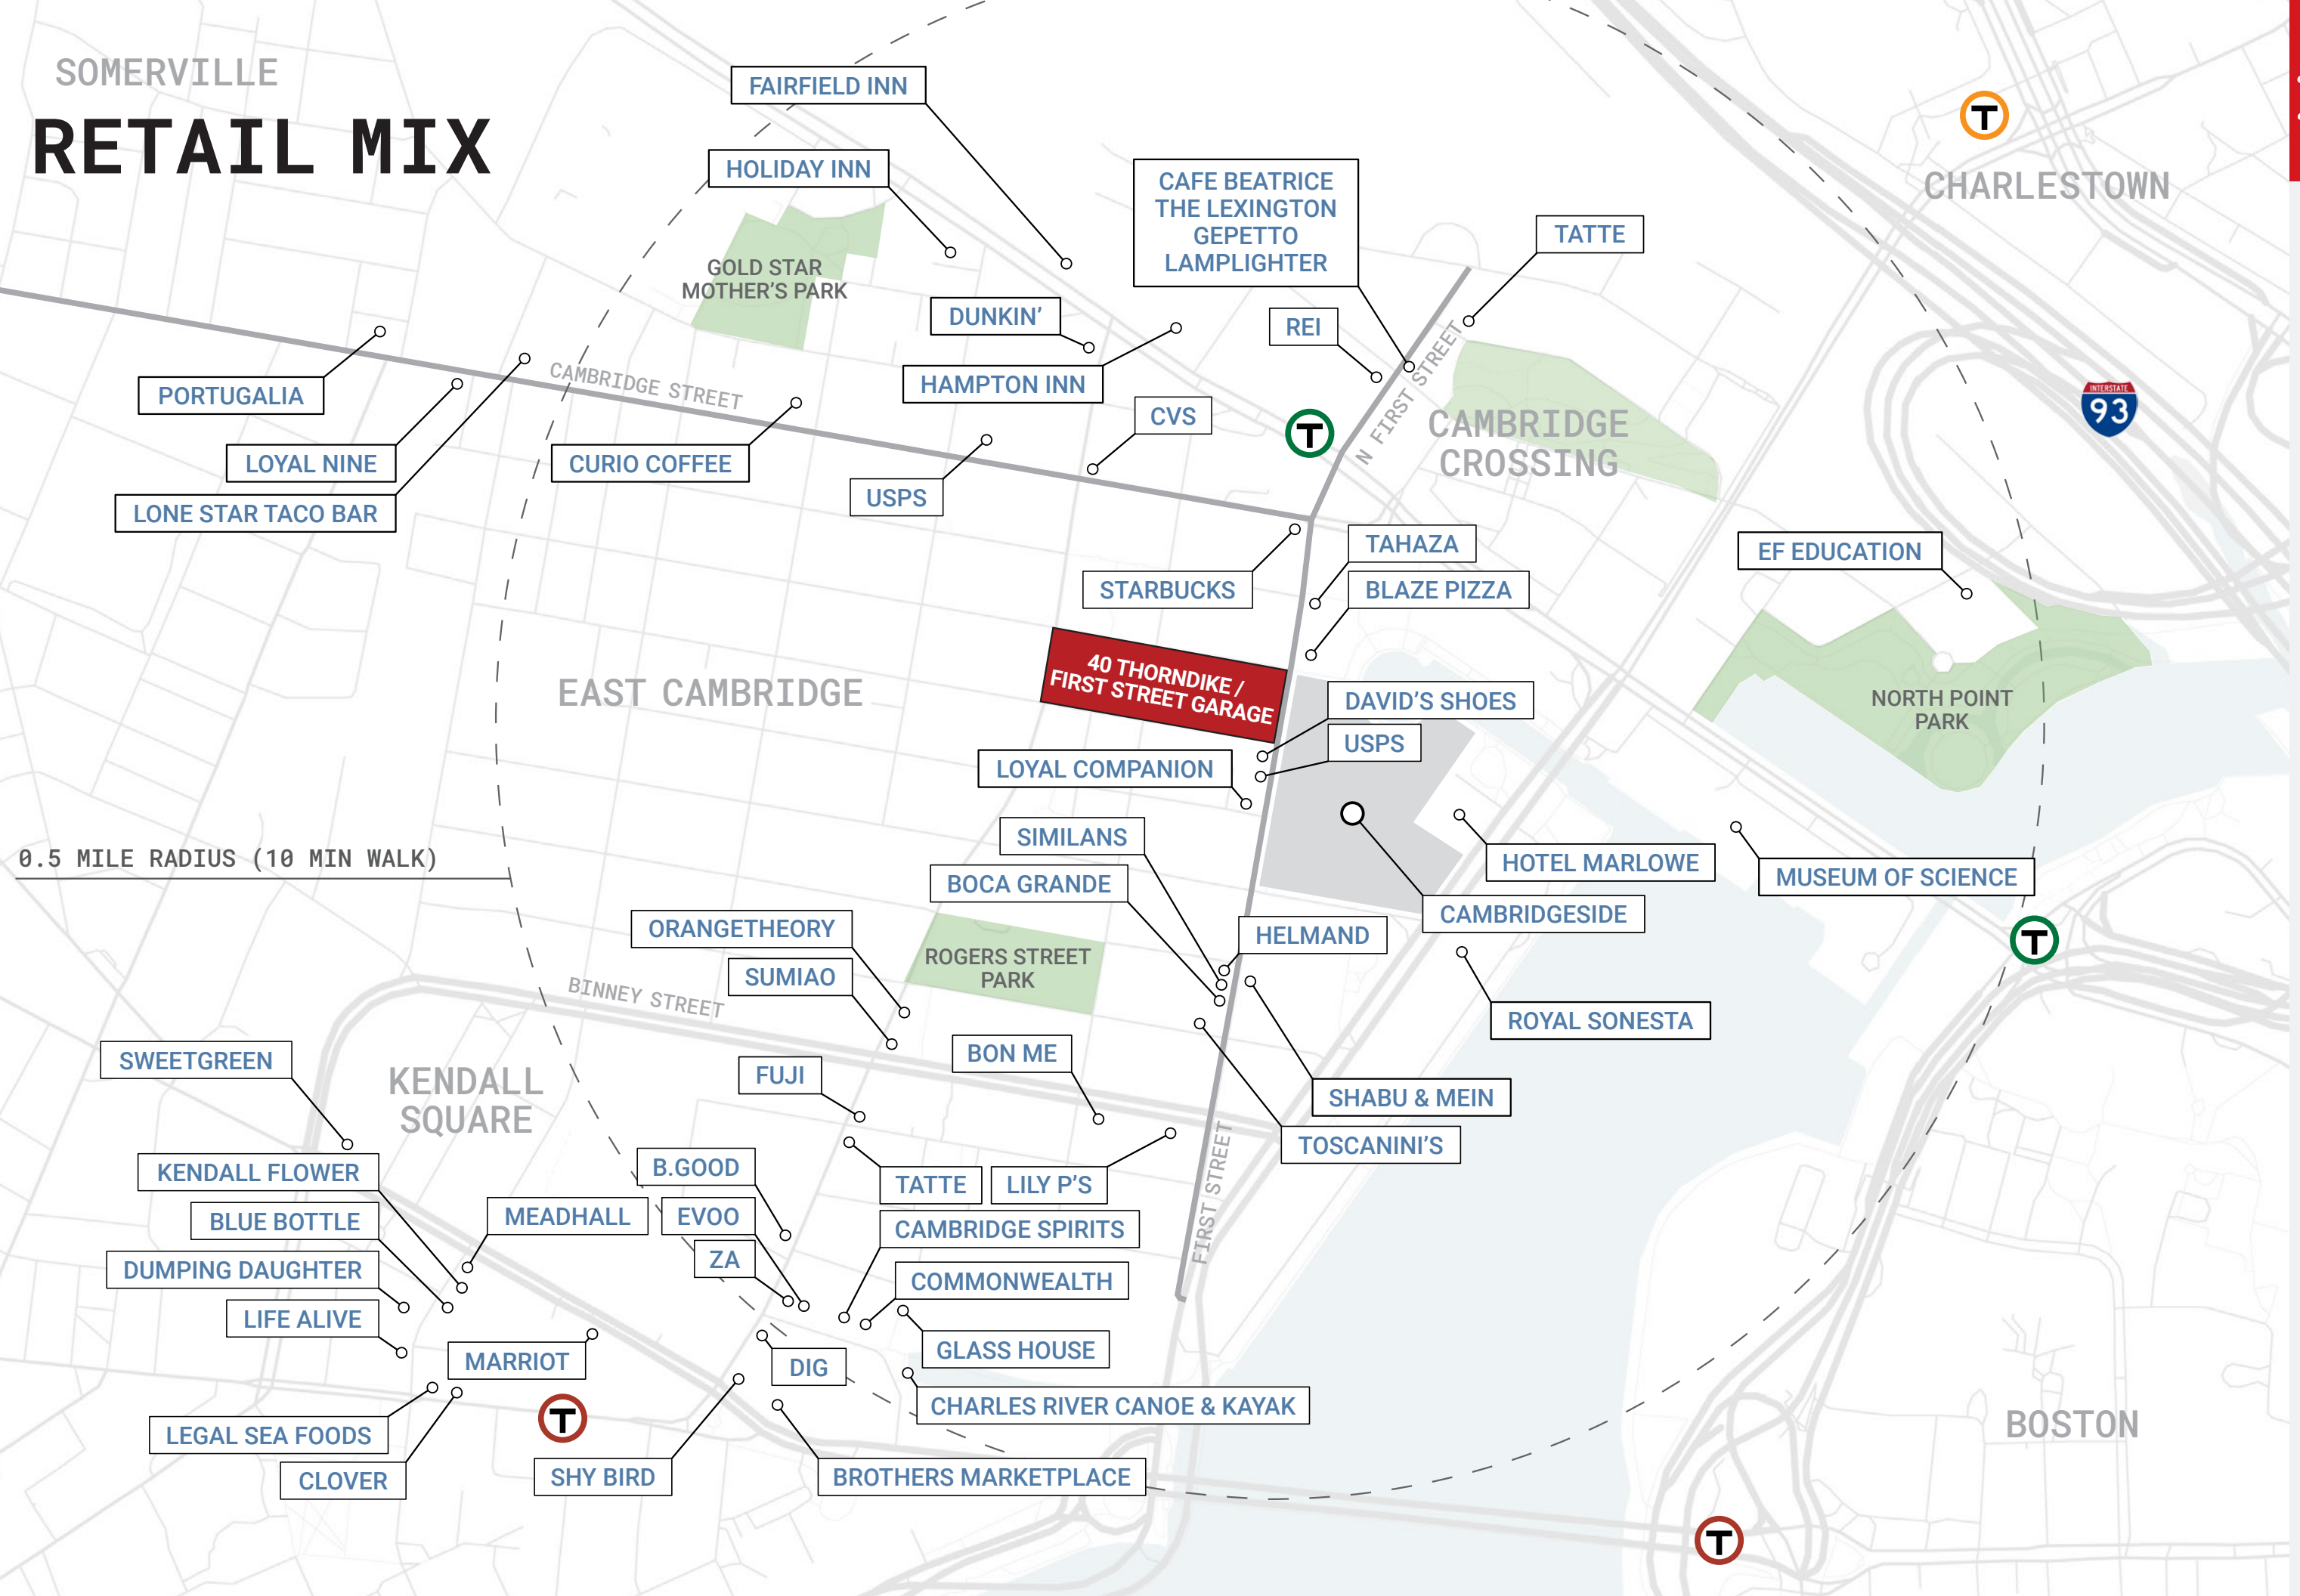 SOMERVILLE
RETAIL MIX
FAIRFIELD INN
HOLIDAY INN
CAFE BEATRICE
THE LEXINGTON
GEPETTO
LAMPLIGHTER
TATTE
T
CHARLESTOWN
GOLD STAR
MOTHER'S PARK
DUNKIN'
REI
HAMPTON INN
N FIRST STREET
PORTUGALIA
CAMBRIDGE STREET
CVS
CAMBRIDGE
CROSSING
INTERSTATE
93
T
LOYAL NINE
CURIO COFFEE
USPS
LONE STAR TACO BAR
TAHAZA
EF EDUCATION
STARBUCKS
BLAZE PIZZA
EAST CAMBRIDGE
40 THORNDIKE /
FIRST STREET GARAGE
DAVID'S SHOES
USPS
NORTH POINT
PARK
LOYAL COMPANION
SIMILANS
0.5 MILE RADIUS (10 MIN WALK)
BOCA GRANDE
HOTEL MARLOWE
MUSEUM OF SCIENCE
CAMBRIDGESIDE
ORANGETHEORY
HELMAND
T
ROGERS STREET
PARK
SUMIAO
BINNEY STREET
ROYAL SONESTA
SWEETGREEN
BON ME
KENDALL
SQUARE
FUJI
SHABU & MEIN
TOSCANINI'S
KENDALL FLOWER
B.GOOD
TATTE
LILY P'S
FIRST STREET
BLUE BOTTLE
MEADHALL
EVOO
CAMBRIDGE SPIRITS
DUMPING DAUGHTER
ZA
COMMONWEALTH
LIFE ALIVE
MARRIOT
DIG
GLASS HOUSE
CHARLES RIVER CANOE & KAYAK
T
BOSTON
LEGAL SEA FOODS
CLOVER
SHY BIRD
BROTHERS MARKETPLACE
T